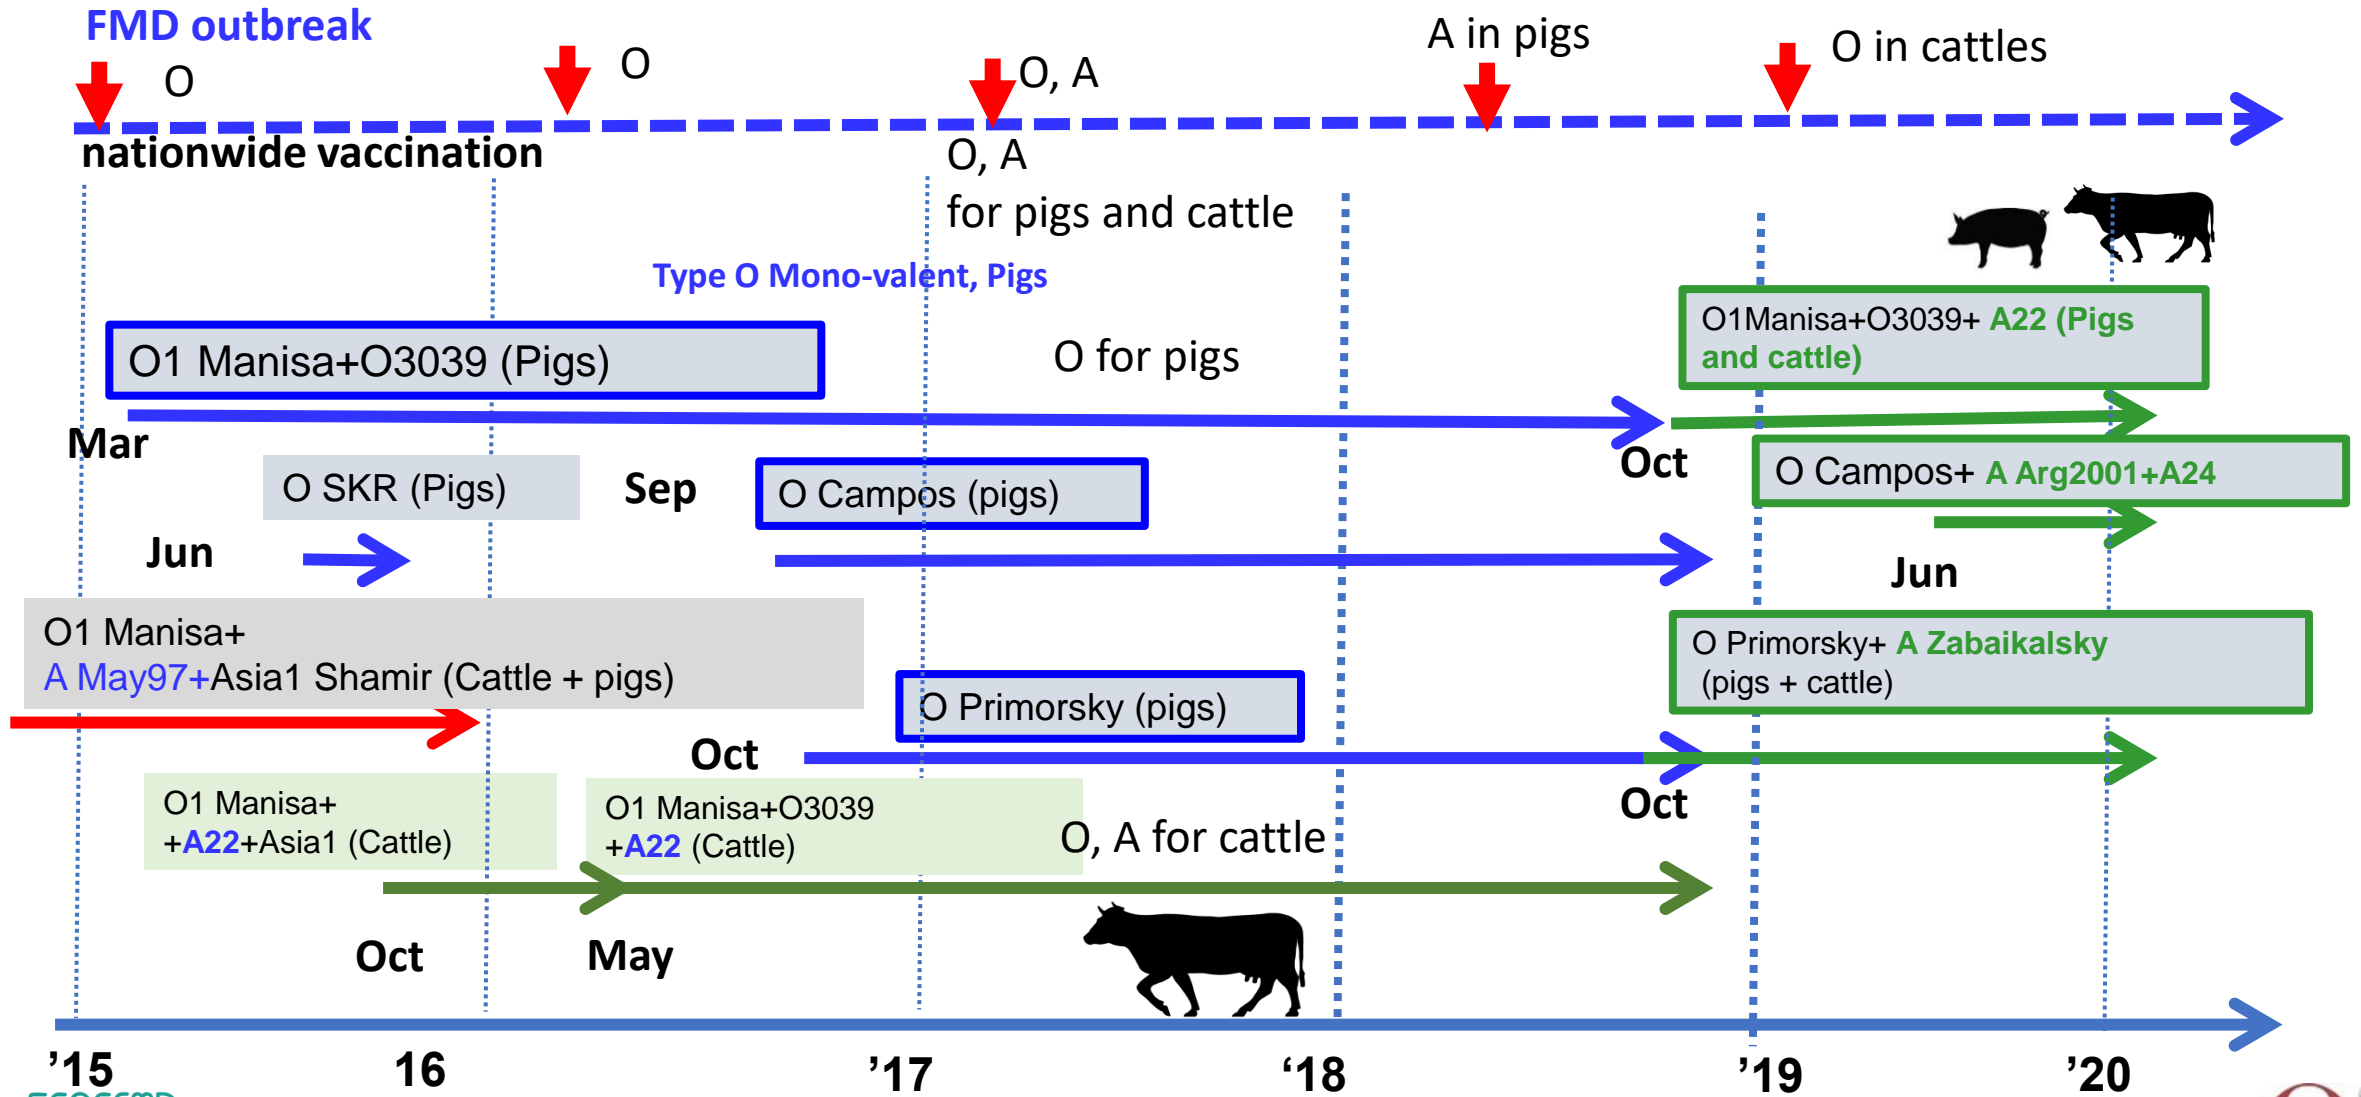 FMD outbreak
O
O
O, A
A in pigs
O in cattles
nationwide vaccination
O, A
for pigs and cattle
Type O Mono-valent, Pigs
O1 Manisa+O3039 (Pigs)
O for pigs
O1Manisa+O3039+ A22 (Pigs
and cattle)
Mar
Oct
O SKR (Pigs)
Sep
O Campos (pigs)
O Campos+ A Arg2001+A24
Jun
Jun
O1 Manisa+
A May97+Asia1 Shamir (Cattle + pigs)
O Primorsky (pigs)
O Primorsky+ A Zabaikalsky
(pigs + cattle)
Oct
Oct
O1 Manisa+
+A22+Asia1 (Cattle)
O1 Manisa+O3039
+A22 (Cattle)
O, A for cattle
Oct
May
’15
16
’17
‘18
’19
’20